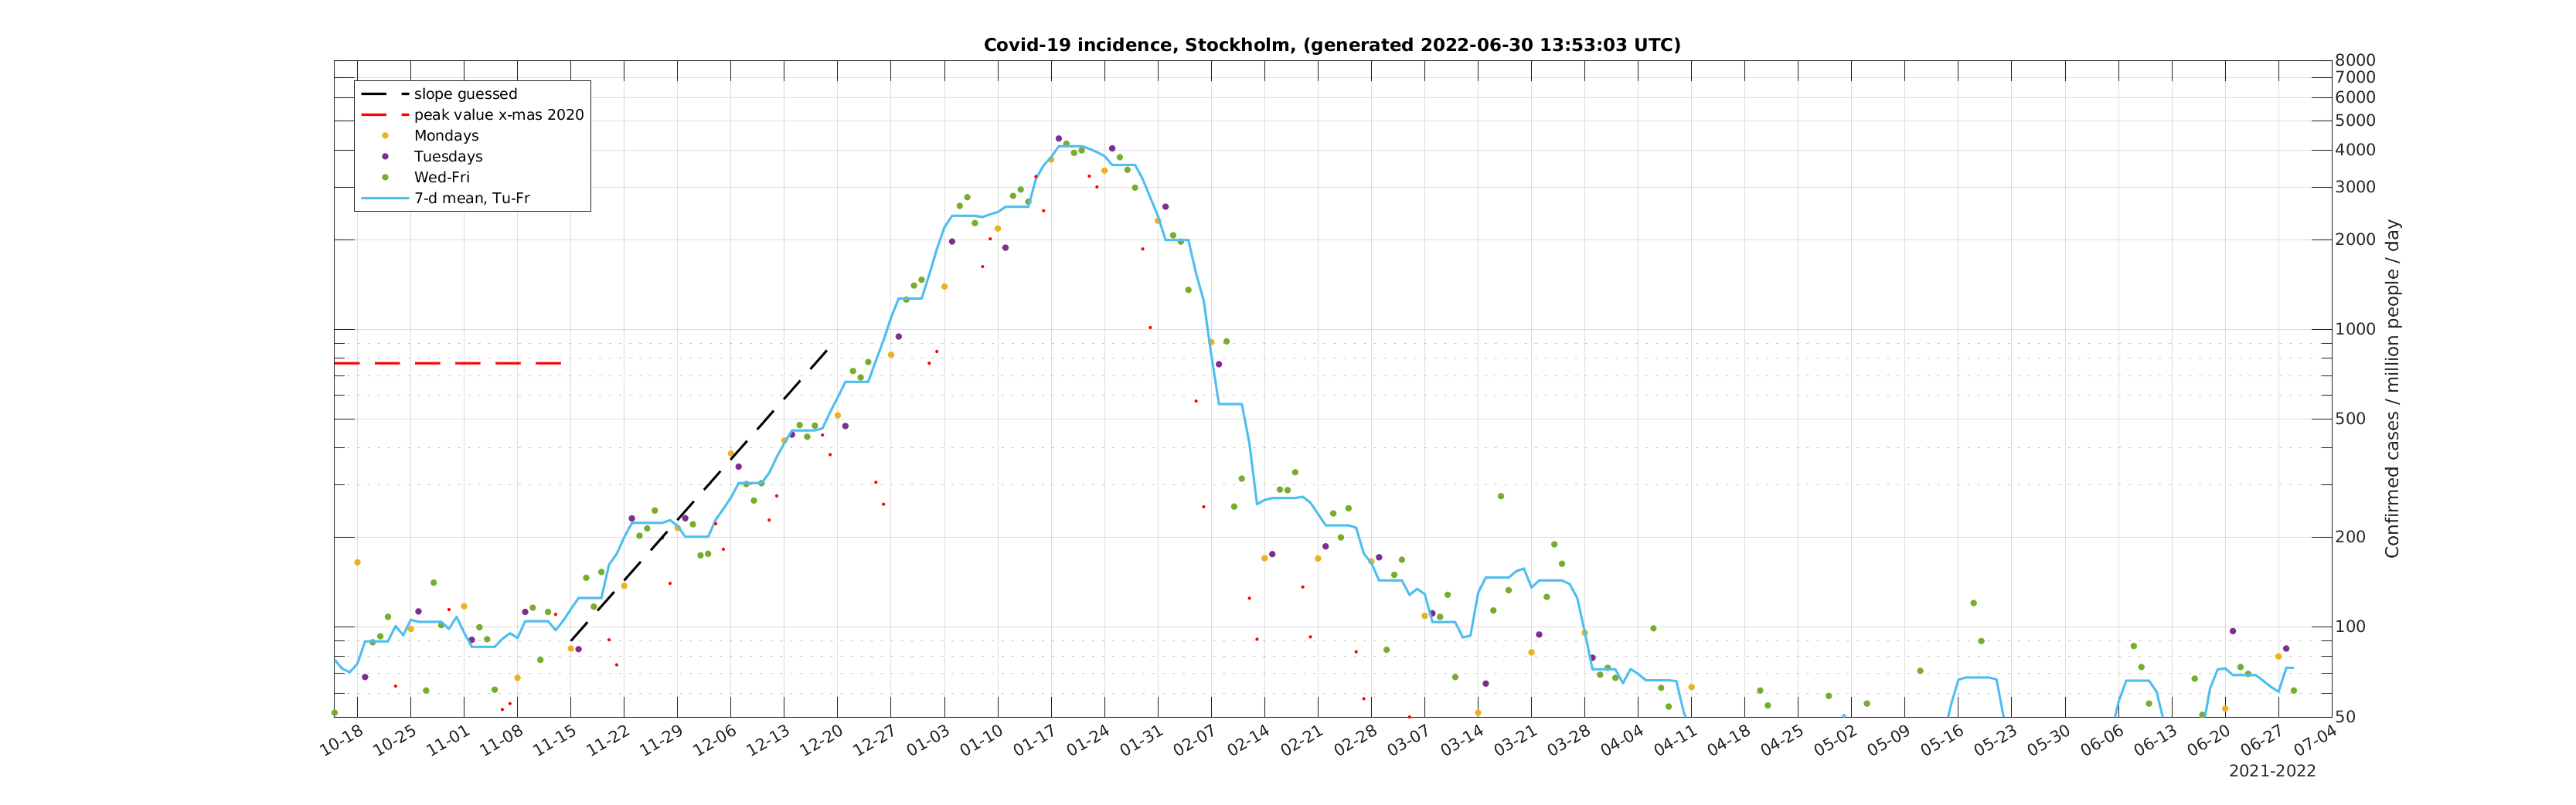 Covid-19 incidence, Stockholm, (generated 2022-06-30 13:53:03 UTC)
slope guessed
peak value x-mas 2020
Mondays
Tuesdays
Wed-Fri
7-d mean, Tu-Fr
8000
7000
6000
5000
4000
3000
2000
1000
500
200
100
50
Confirmed cases / million people / day
10-18 10-25 11-01 11-08 11-15 11-22 11-29 12-06 12-13 12-20 12-27 01-03 01-10 01-17 01-24 01-31 02-07 02-14 02-21 02-28 03-07 03-14 03-21 03-28 04-04 04-11 04-18 04-25 05-02 05-09 05-16 05-23 05-30 06-06 06-13 06-20 06-27 07-04
2021-2022